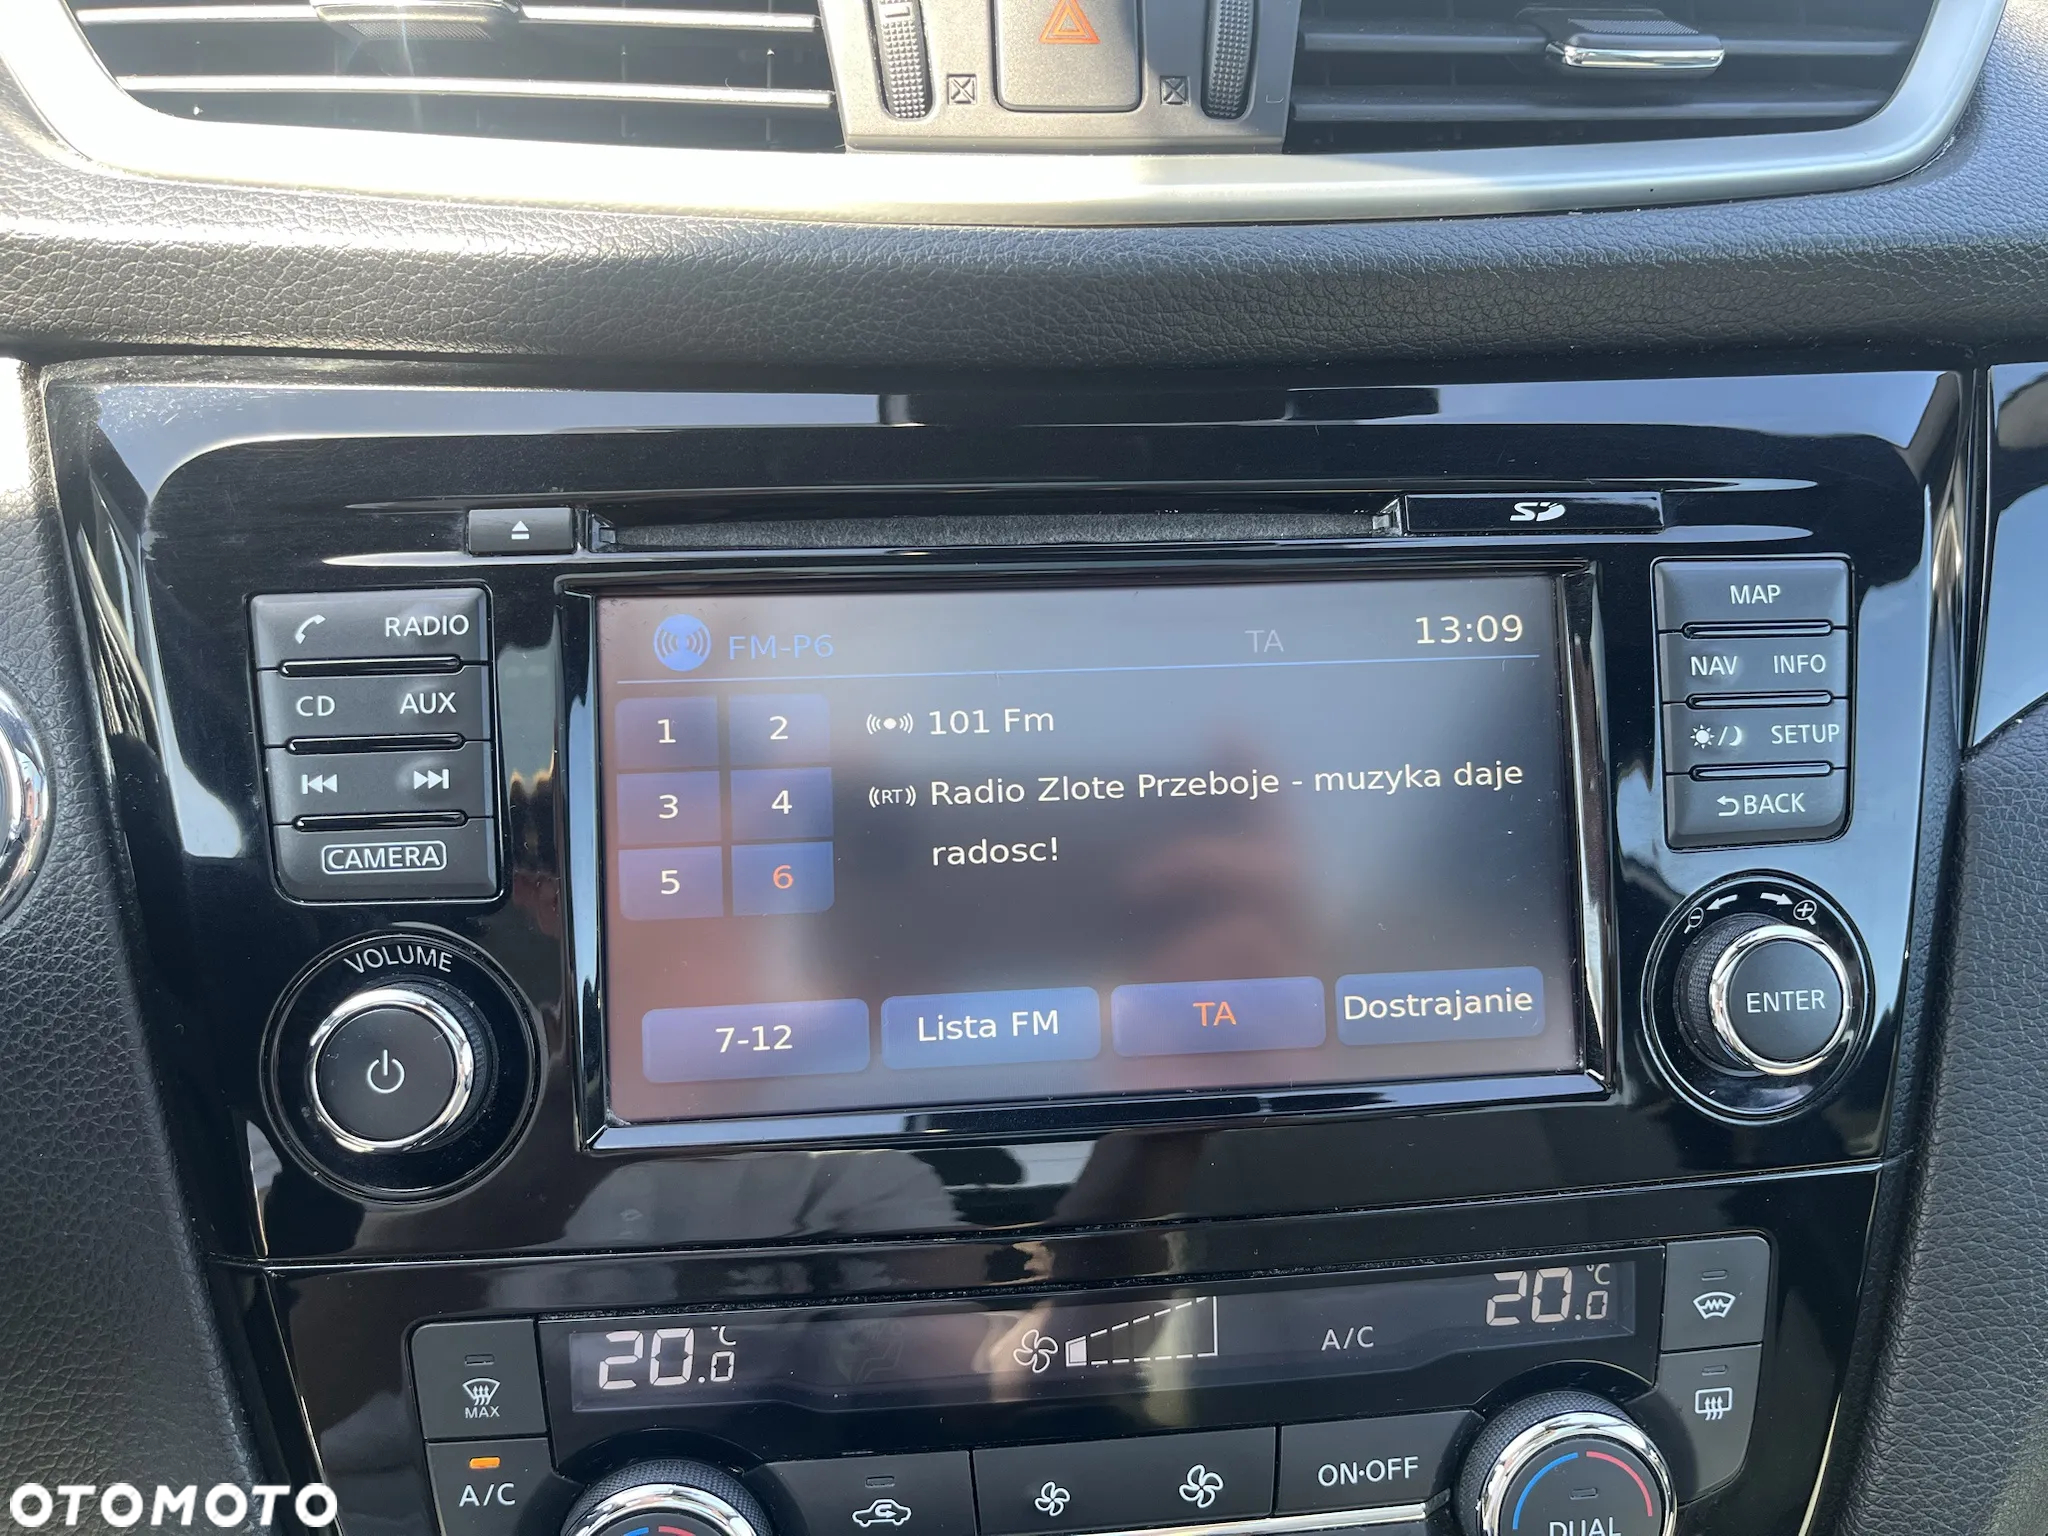 SD
RADIO
CD AUX
CAMERA
VOLUME
FM-P6 TA 13:09
1 2
3 4
5 6
101 Fm
(RT) Radio Zlote Przeboje - muzyka daje
radosc!
7-12 Lista FM TA Dostrajanie
MAP
NAV INFO
SETUP
BACK
ENTER
20.0 °C A/C 20.0 °C
MAX
A/C
ON·OFF
DUAL
OTOMOTO